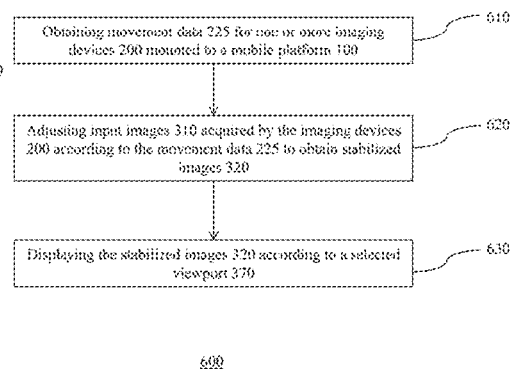 Obtaining movement data 225 for one or more imaging
devices 200 mounted to a mobile platform 100
610
Adjusting input images 310 acquired by the imaging devices
200 according to the movement data 225 to obtain stabilized
images 320
620
Displaying the stabilized images 320 according to a selected
viewport 370
630
600